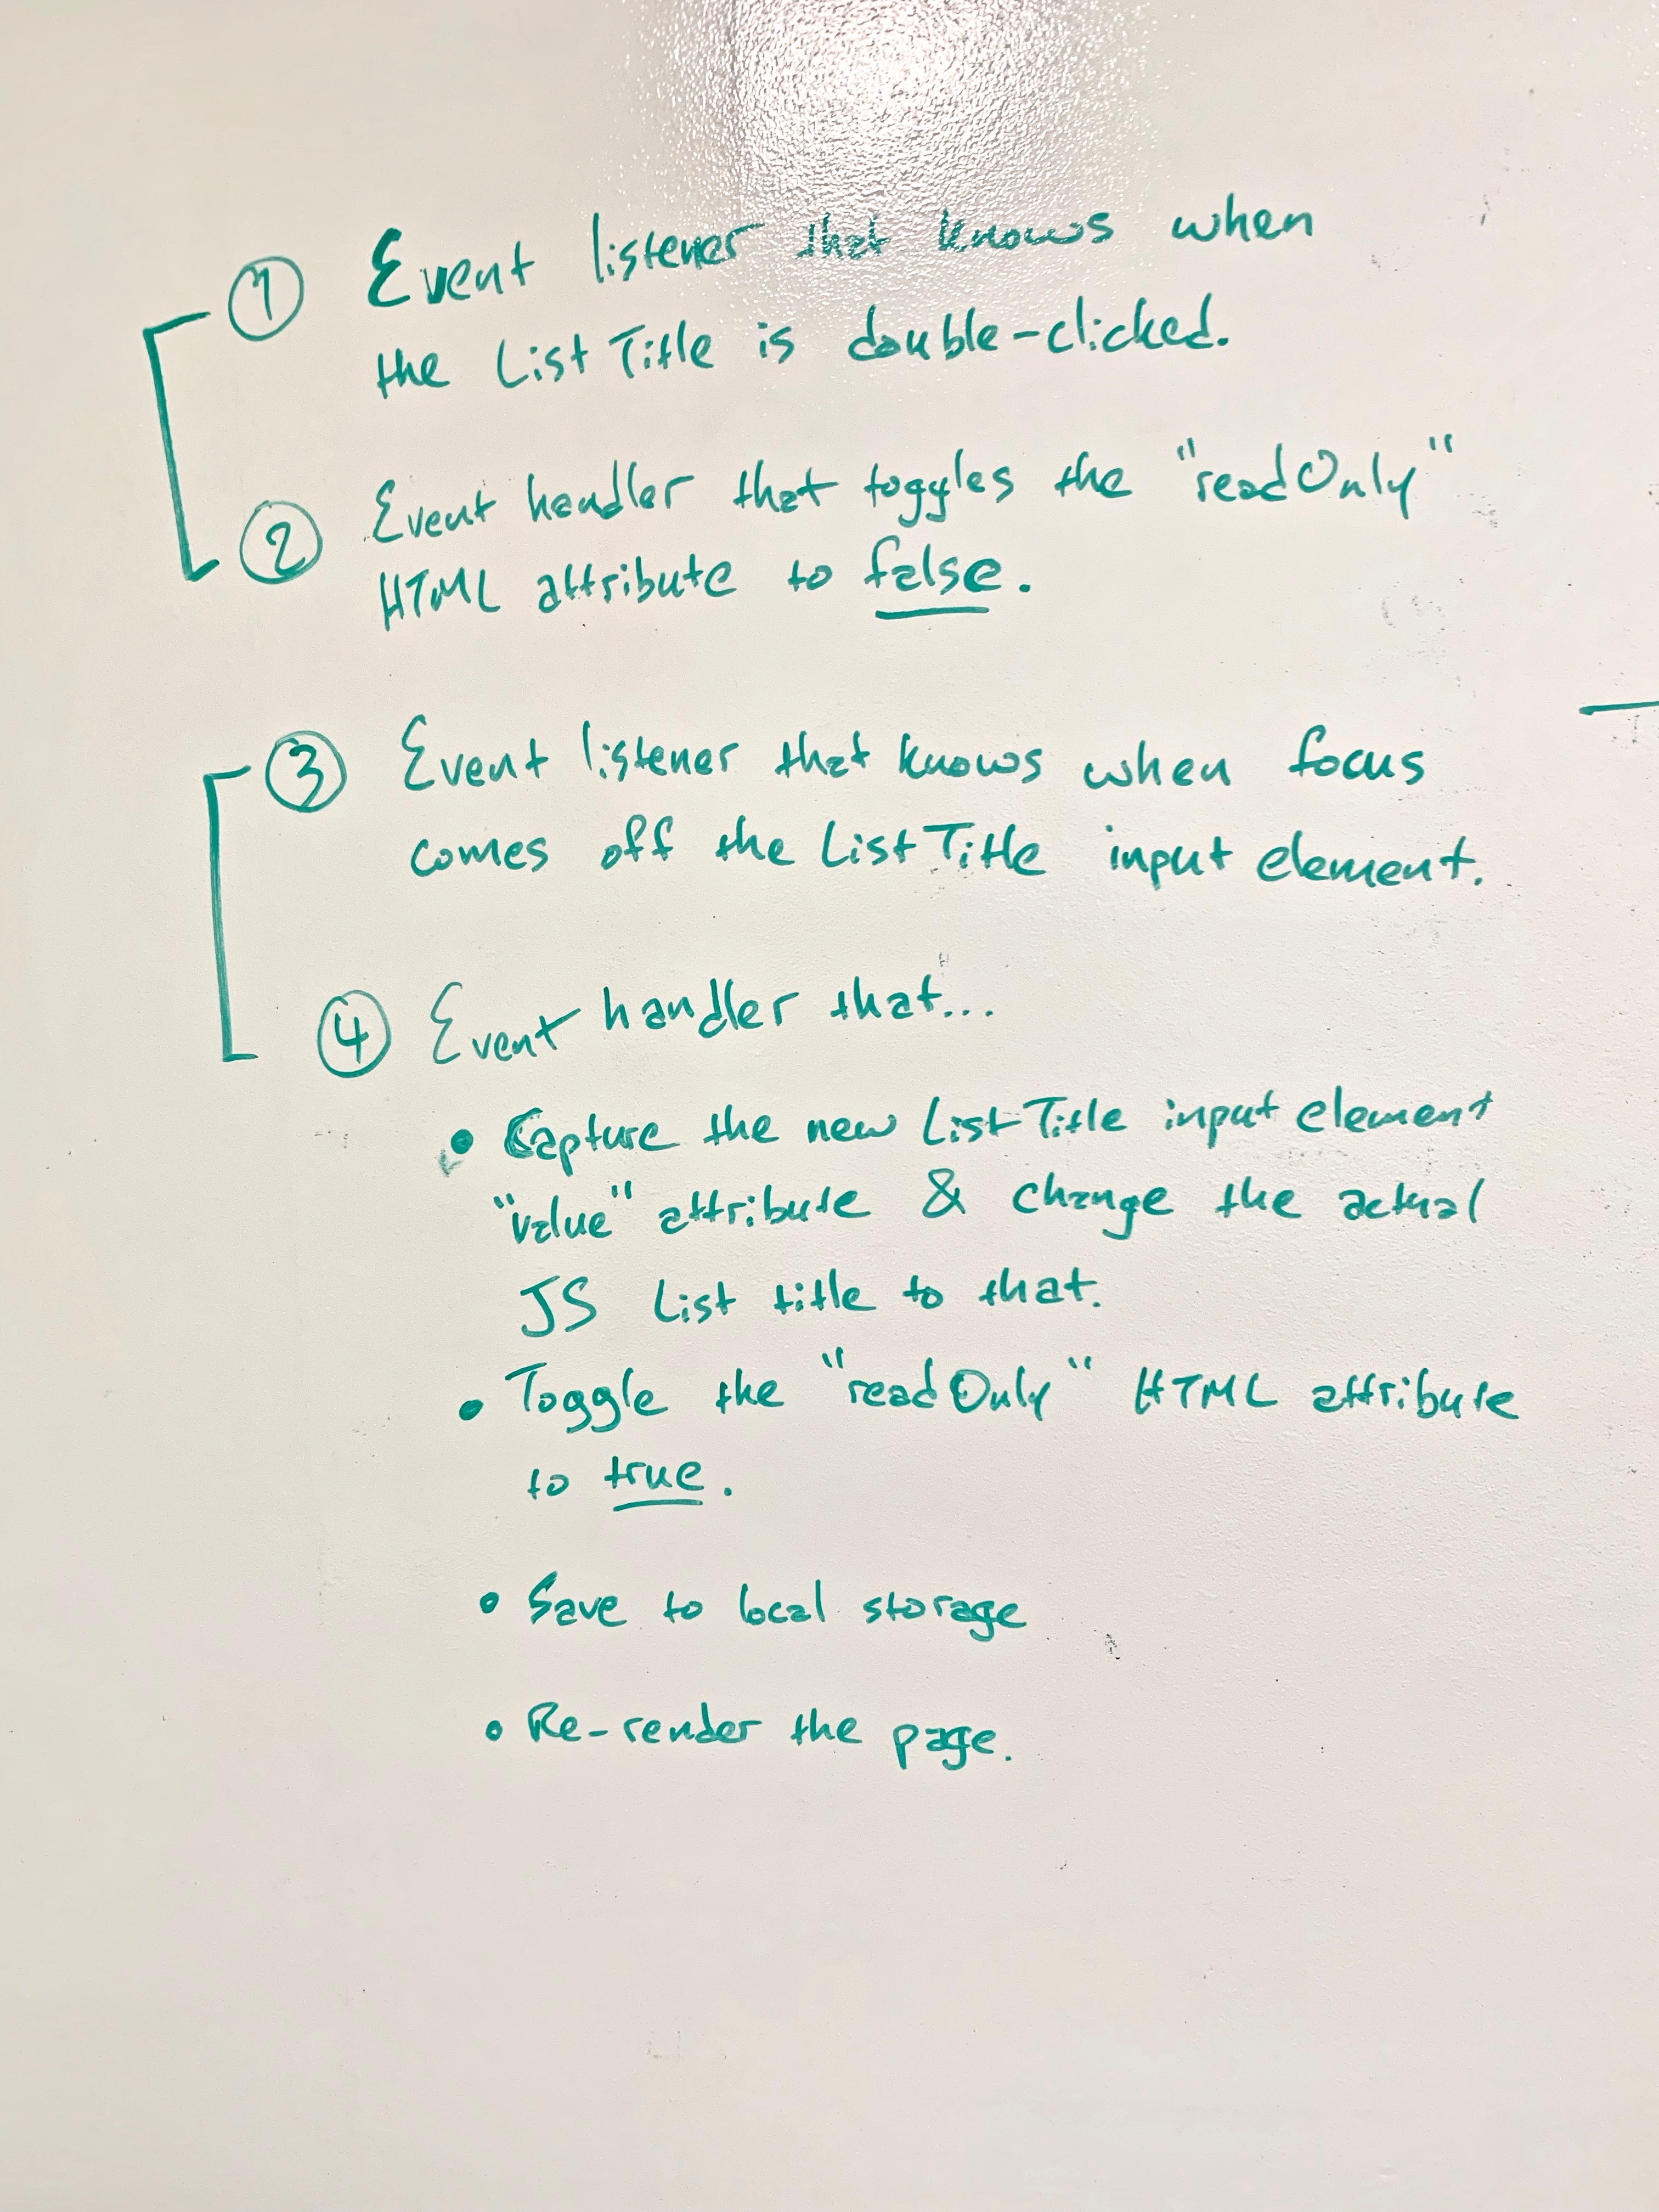 1 Event listener that knows when
the List Title is double-clicked.
2 Event handler that toggles the "readOnly"
HTML attribute to false.
3 Event listener that knows when focus
comes off the List Title input element.
4 Event handler that...
• Capture the new List Title input element
"value" attribute & change the actual
JS List title to that.
• Toggle the "readOnly" HTML attribute
to true.
• Save to local storage
• Re-render the page.